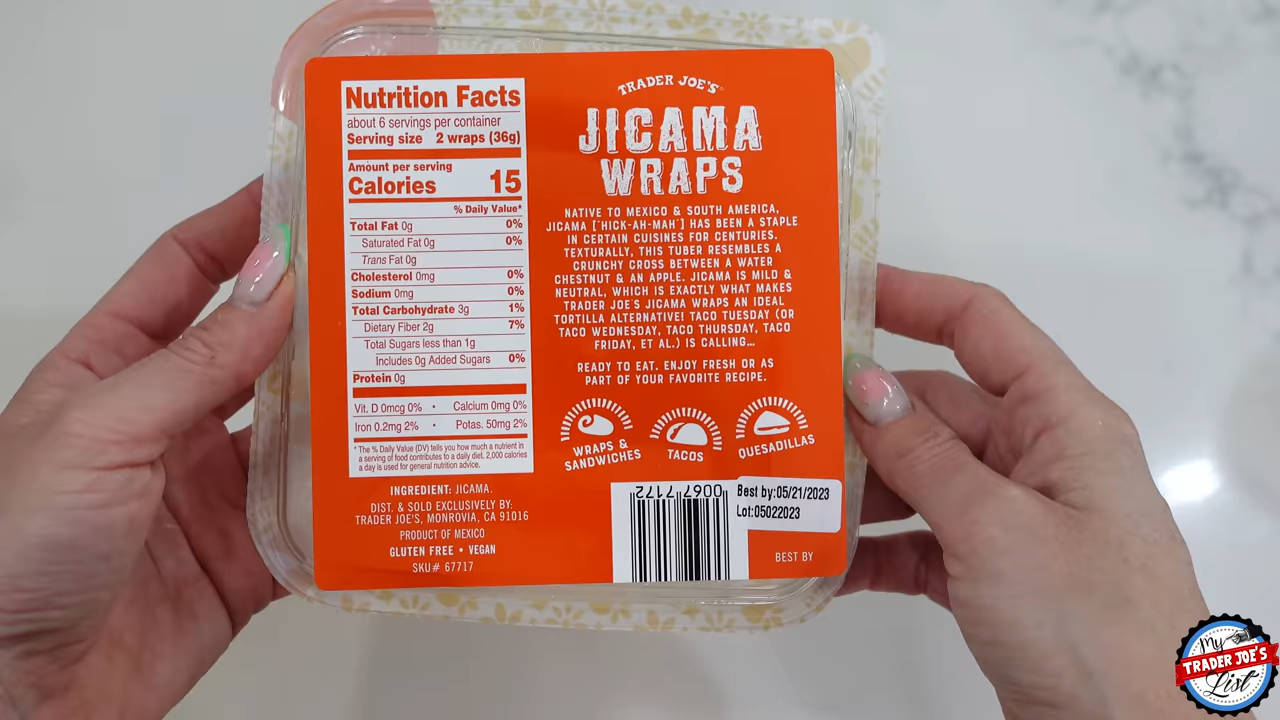 Nutrition Facts
about 6 servings per container
Serving size 2 wraps (36g)
Amount per serving
Calories 15
% Daily Value*
Total Fat 0g 0%
Saturated Fat 0g 0%
Trans Fat 0g
Cholesterol 0mg 0%
Sodium 0mg 0%
Total Carbohydrate 3g 1%
Dietary Fiber 2g 7%
Total Sugars less than 1g
Includes 0g Added Sugars 0%
Protein 0g
Vit. D 0mcg 0% • Calcium 0mg 0%
Iron 0.2mg 2% • Potas. 50mg 2%
* The % Daily Value (DV) tells you how much a nutrient in
a serving of food contributes to a daily diet. 2,000 calories
a day is used for general nutrition advice.
INGREDIENT: JICAMA.
DIST. & SOLD EXCLUSIVELY BY:
TRADER JOE'S, MONROVIA, CA 91016
PRODUCT OF MEXICO
GLUTEN FREE • VEGAN
SKU# 67717
TRADER JOE'S
JICAMA
WRAPS
NATIVE TO MEXICO & SOUTH AMERICA,
JICAMA ["HICK-AH-MAH"] HAS BEEN A STAPLE
IN CERTAIN CUISINES FOR CENTURIES.
TEXTURALLY, THIS TUBER RESEMBLES A
CRUNCHY CROSS BETWEEN A WATER
CHESTNUT & AN APPLE. JICAMA IS MILD &
NEUTRAL, WHICH IS EXACTLY WHAT MAKES
TRADER JOE'S JICAMA WRAPS AN IDEAL
TORTILLA ALTERNATIVE! TACO TUESDAY (OR
TACO WEDNESDAY, TACO THURSDAY, TACO
FRIDAY, ET AL.) IS CALLING...
READY TO EAT. ENJOY FRESH OR AS
PART OF YOUR FAVORITE RECIPE.
WRAPS &
SANDWICHES
TACOS
QUESADILLAS
0067 7172
Best by:05/21/2023
Lot:05022023
BEST BY
My
TRADER JOE'S
List